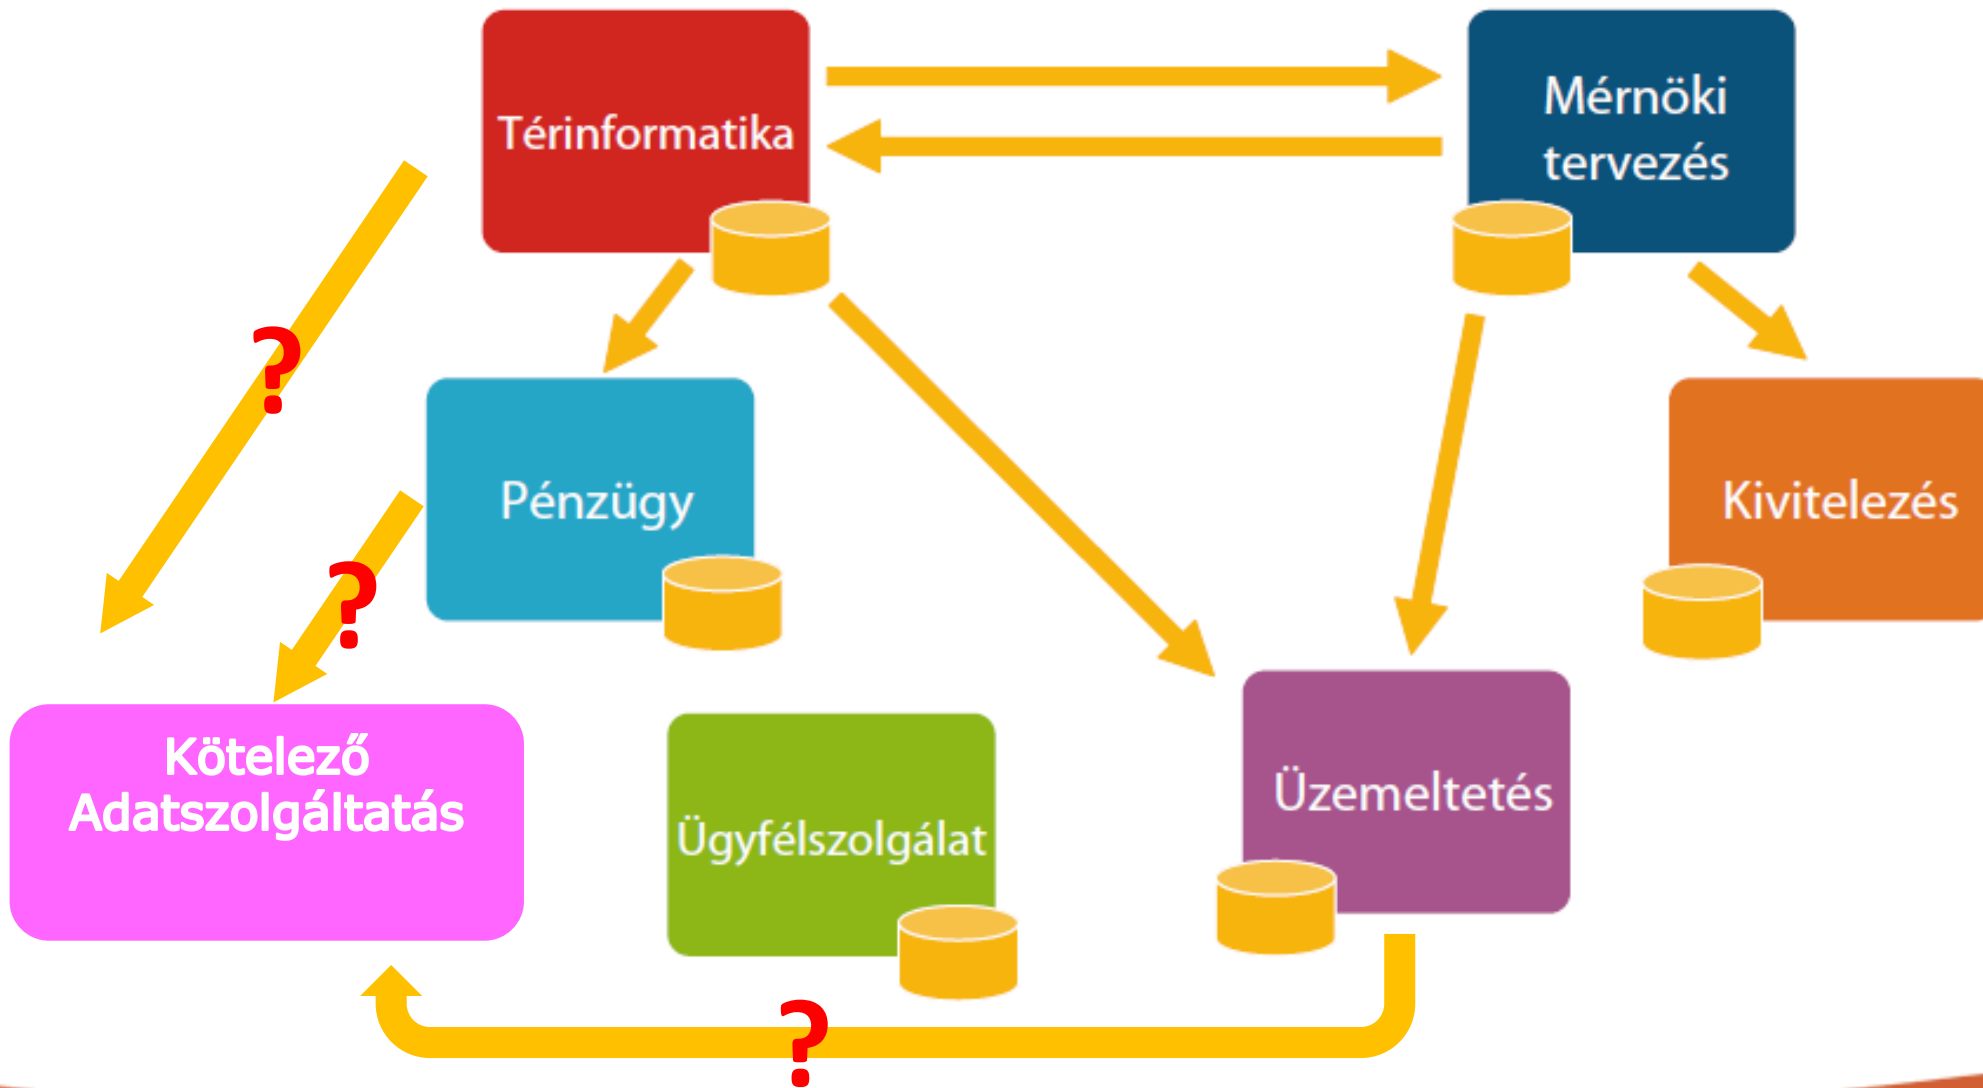 Térinformatika
Mérnöki
tervezés
?
Pénzügy
Kivitelezés
?
Kötelező
Adatszolgáltatás
Ügyfélszolgálat
Üzemeltetés
?